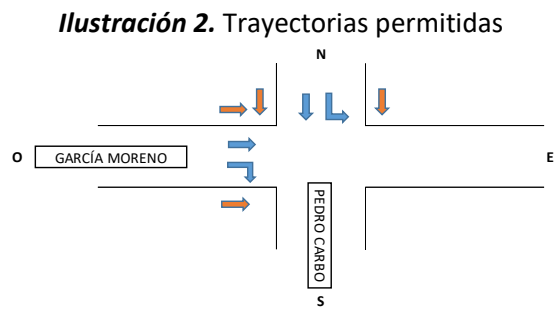 Ilustración 2. Trayectorias permitidas
N
O
GARCÍA MORENO
E
PEDRO CARBO
S